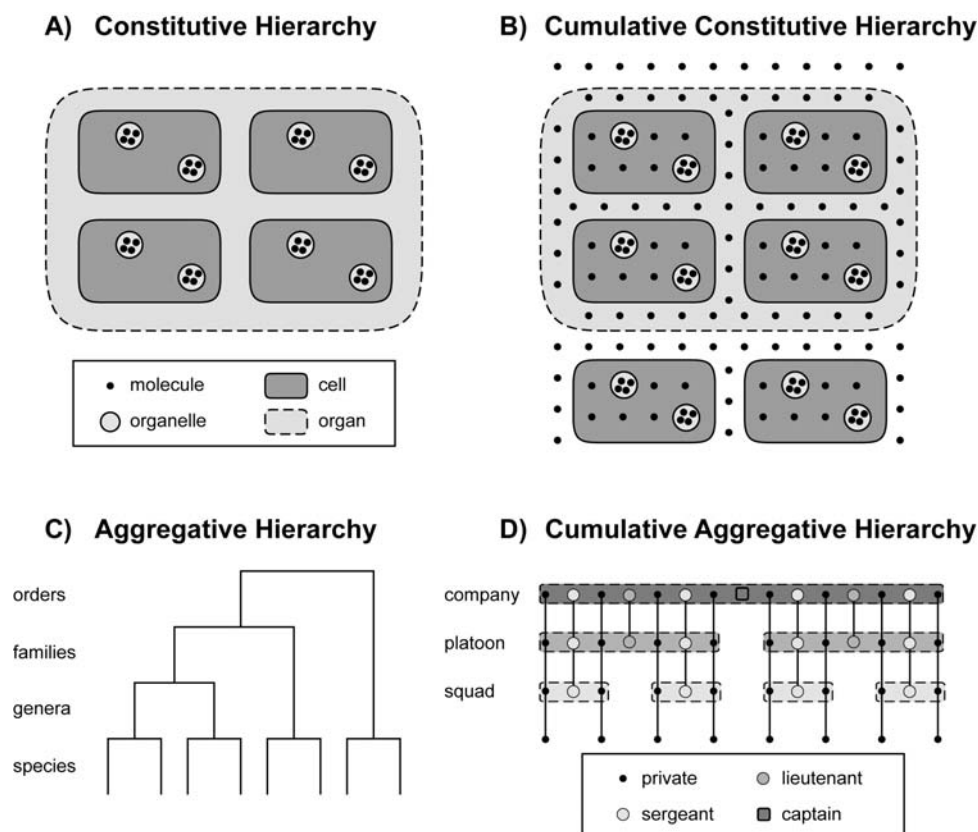 A) Constitutive Hierarchy
B) Cumulative Constitutive Hierarchy
molecule
cell
organelle
organ
C) Aggregative Hierarchy
orders
families
genera
species
D) Cumulative Aggregative Hierarchy
company
platoon
squad
private
lieutenant
sergeant
captain